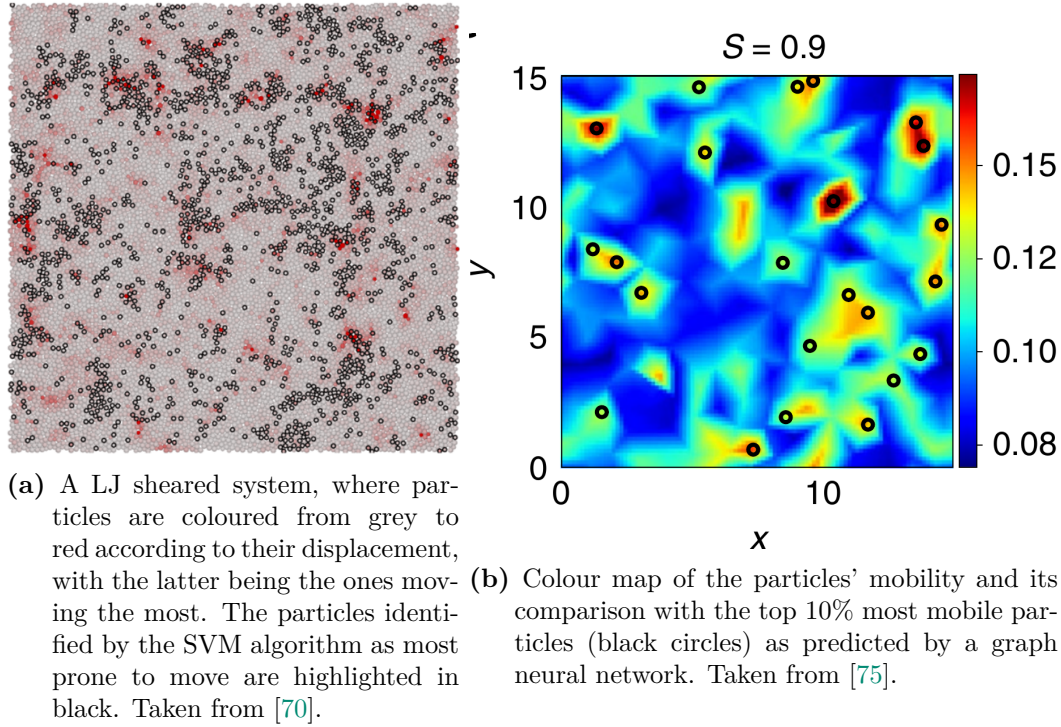 S = 0.9
15
10
5
0
y
0
10
x
0.15
0.12
0.10
0.08
(a) A LJ sheared system, where par-
ticles are coloured from grey to
red according to their displacement,
with the latter being the ones mov-
ing the most. The particles identi-
fied by the SVM algorithm as most
prone to move are highlighted in
black. Taken from [70].
(b) Colour map of the particles' mobility and its
comparison with the top 10% most mobile par-
ticles (black circles) as predicted by a graph
neural network. Taken from [75].